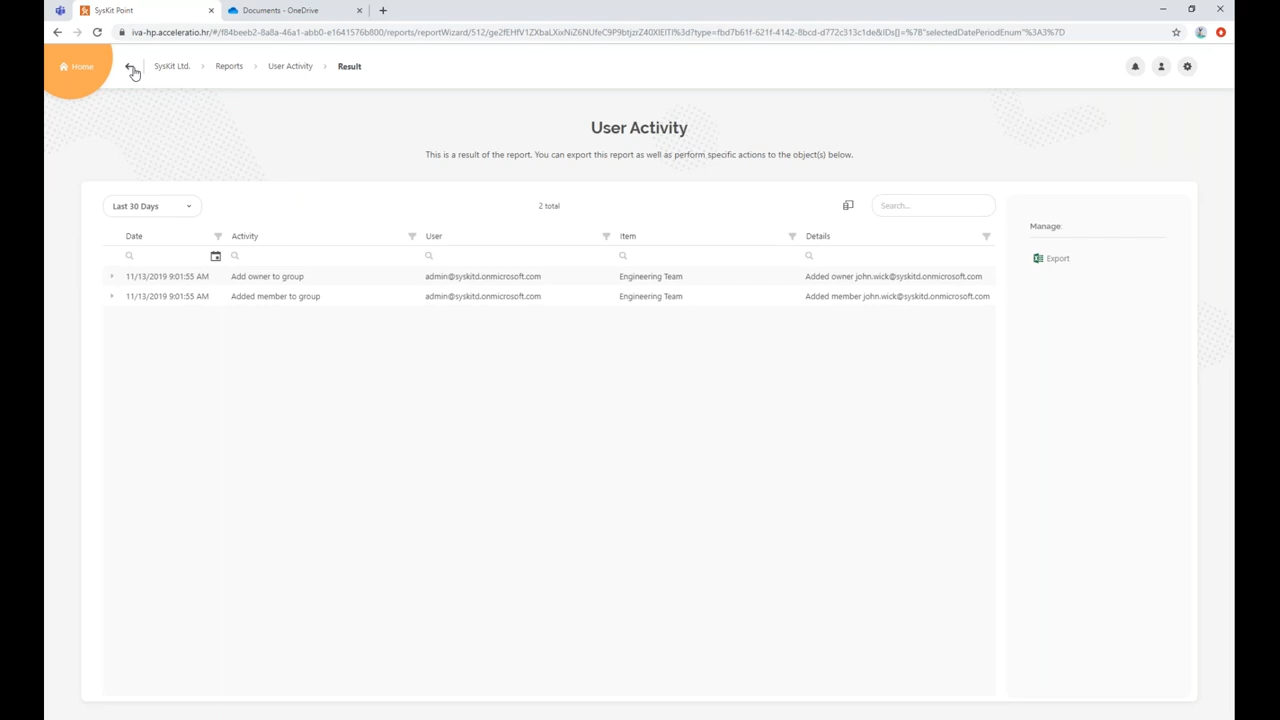 SysKit Point
Documents - OneDrive
iva-hp.acceleratio.hr/#/f84beeb2-8a8a-46a1-abb0-e1641576b800/reports/reportWizard/512/ge2fEHfV1ZXbaLXixNiZ6NUfeC9P9btjzrZ40XIEITI%3d?type=fbd7b61f-621f-4142-8bd3-d772c313c1de&IDs[]=%7B"selectedDatePeriodEnum"%3A3%7D
Home
SysKit Ltd. > Reports > User Activity > Result
User Activity
This is a result of the report. You can export this report as well as perform specific actions to the object(s) below.
Last 30 Days
2 total
Search...
Manage:
Export
Date Activity User Item Details
11/13/2019 9:01:55 AM Add owner to group admin@syskitd.onmicrosoft.com Engineering Team Added owner john.wick@syskitd.onmicrosoft.com
11/13/2019 9:01:55 AM Added member to group admin@syskitd.onmicrosoft.com Engineering Team Added member john.wick@syskitd.onmicrosoft.com